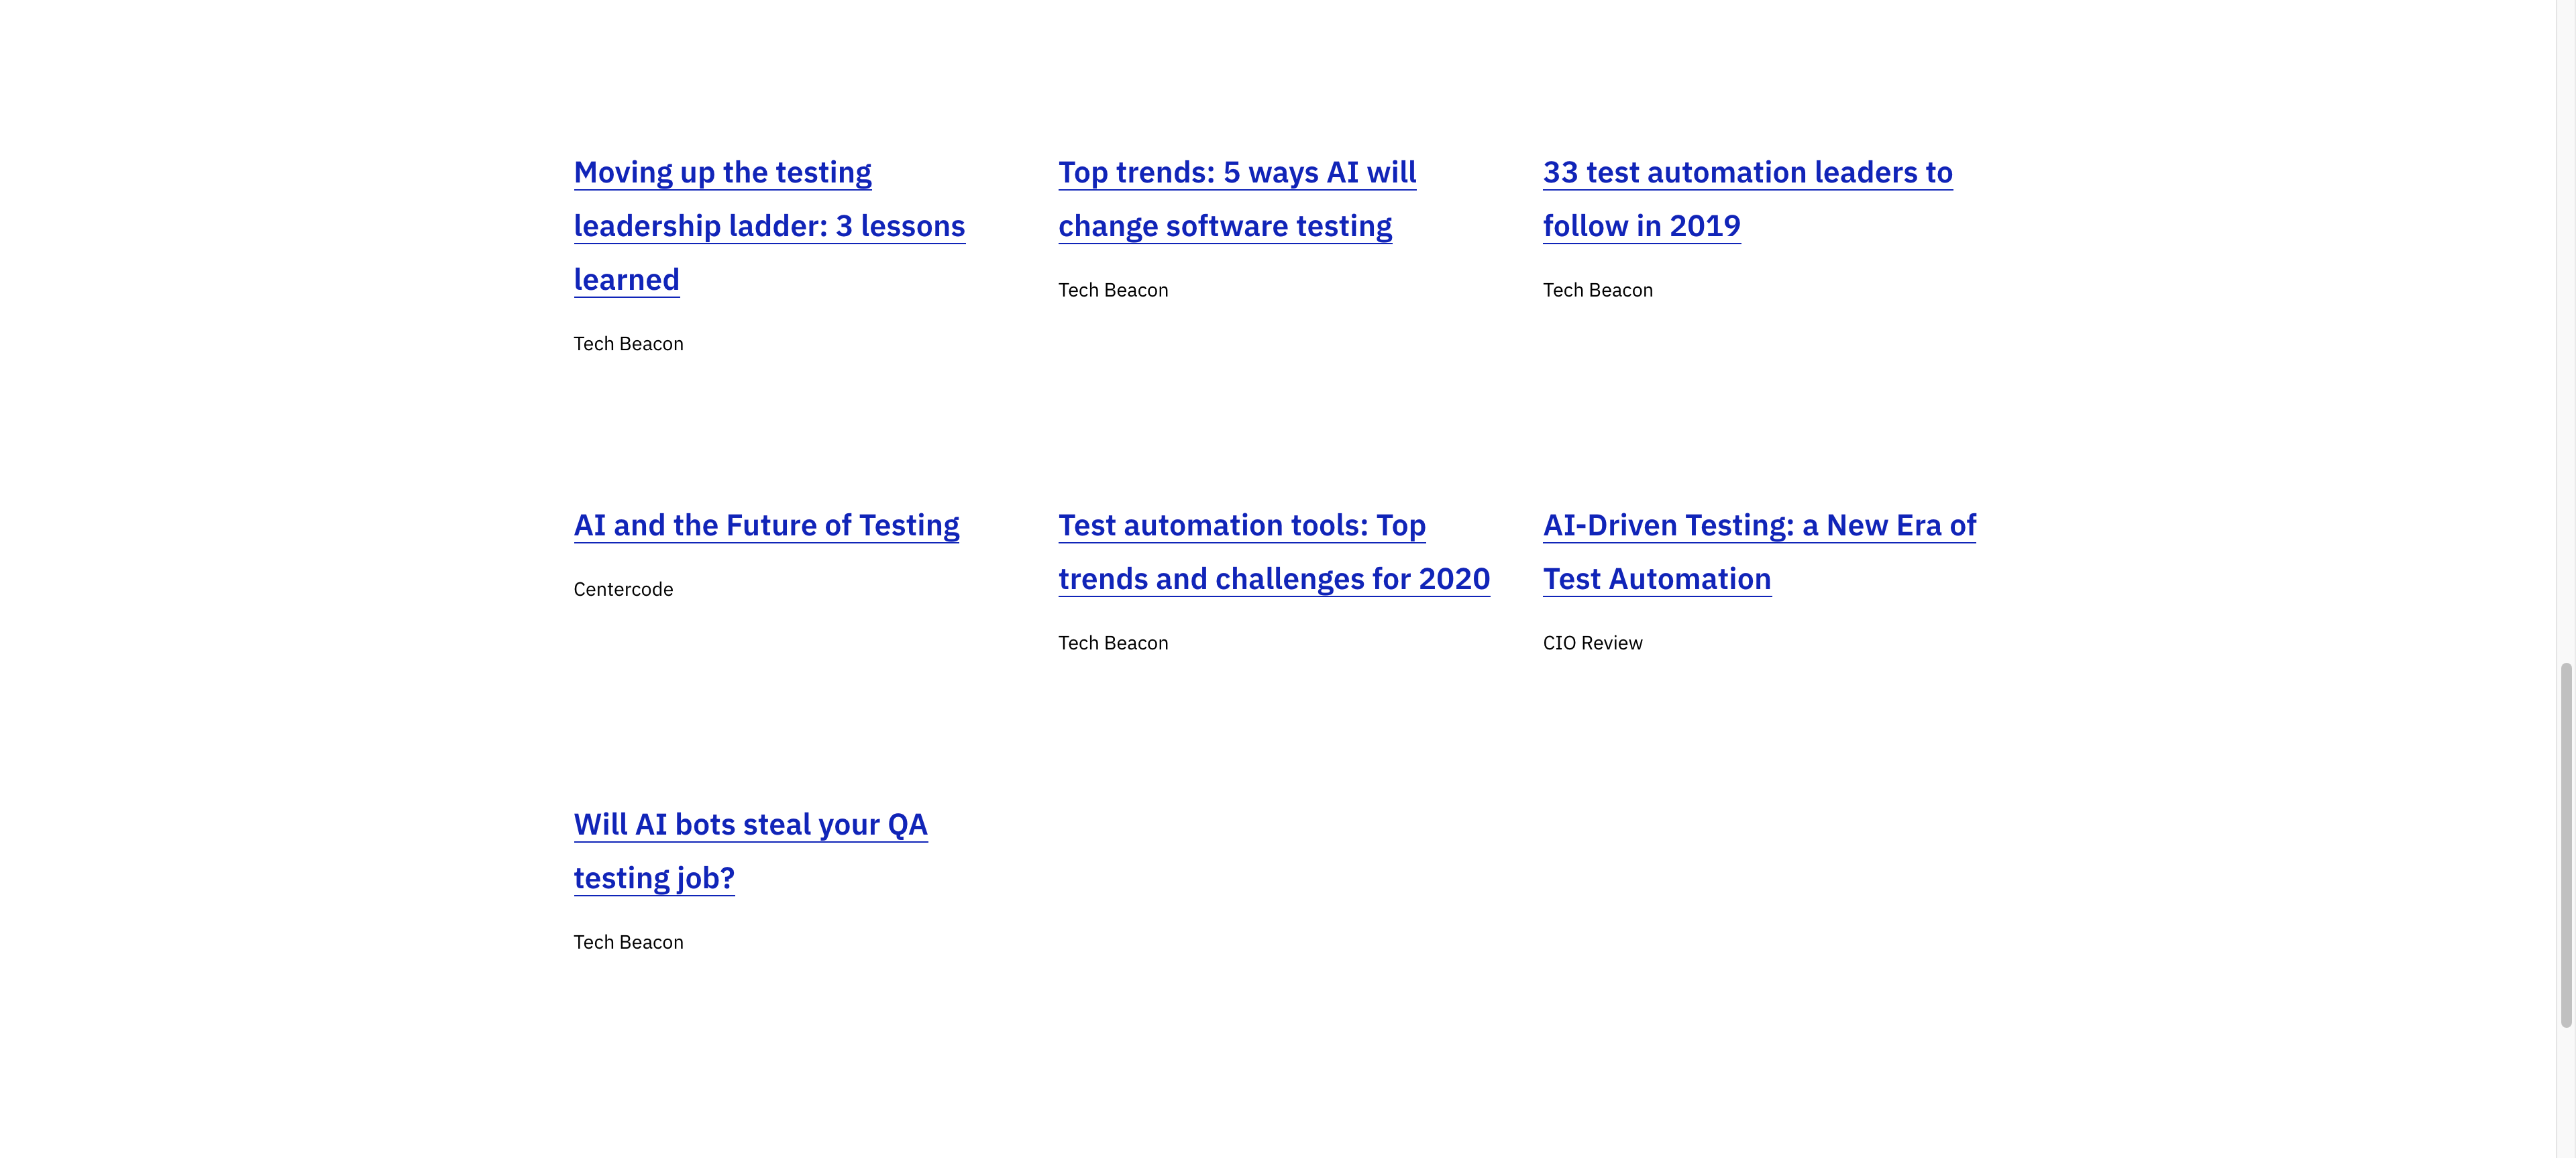 Moving up the testing
leadership ladder: 3 lessons
learned
Tech Beacon
Top trends: 5 ways AI will
change software testing
Tech Beacon
33 test automation leaders to
follow in 2019
Tech Beacon
AI and the Future of Testing
Centercode
Test automation tools: Top
trends and challenges for 2020
Tech Beacon
AI-Driven Testing: a New Era of
Test Automation
CIO Review
Will AI bots steal your QA
testing job?
Tech Beacon